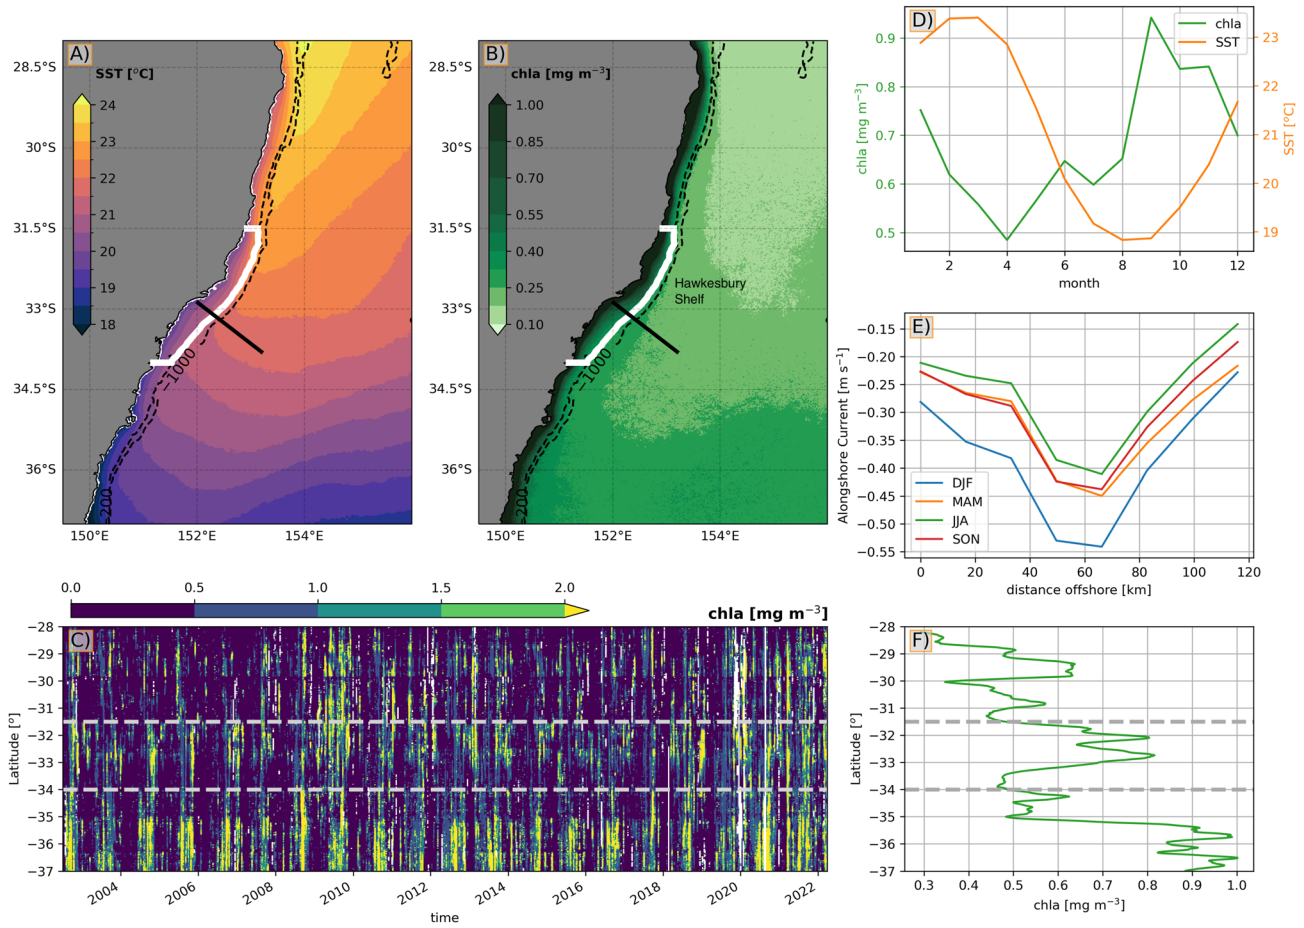 A)
SST [°C]
24
23
22
21
20
19
18
28.5°S
30°S
31.5°S
33°S
34.5°S
36°S
150°E
152°E
154°E
−1000
−200
B)
chla [mg m⁻³]
1.00
0.85
0.70
0.55
0.40
0.25
0.10
Hawkesbury
Shelf
28.5°S
30°S
31.5°S
33°S
34.5°S
36°S
150°E
152°E
154°E
−1000
−200
D)
chla
SST
chla [mg m⁻³]
0.9
0.8
0.7
0.6
0.5
SST [°C]
23
22
21
20
19
2 4 6 8 10 12
month
E)
Alongshore Current [m s⁻¹]
−0.15
−0.20
−0.25
−0.30
−0.35
−0.40
−0.45
−0.50
−0.55
DJF
MAM
JJA
SON
0 20 40 60 80 100 120
distance offshore [km]
0.0 0.5 1.0 1.5 2.0
chla [mg m⁻³]
C)
Latitude [°]
−28
−29
−30
−31
−32
−33
−34
−35
−36
−37
2004 2006 2008 2010 2012 2014 2016 2018 2020 2022
time
F)
Latitude [°]
−28
−29
−30
−31
−32
−33
−34
−35
−36
−37
0.3 0.4 0.5 0.6 0.7 0.8 0.9 1.0
chla [mg m⁻³]